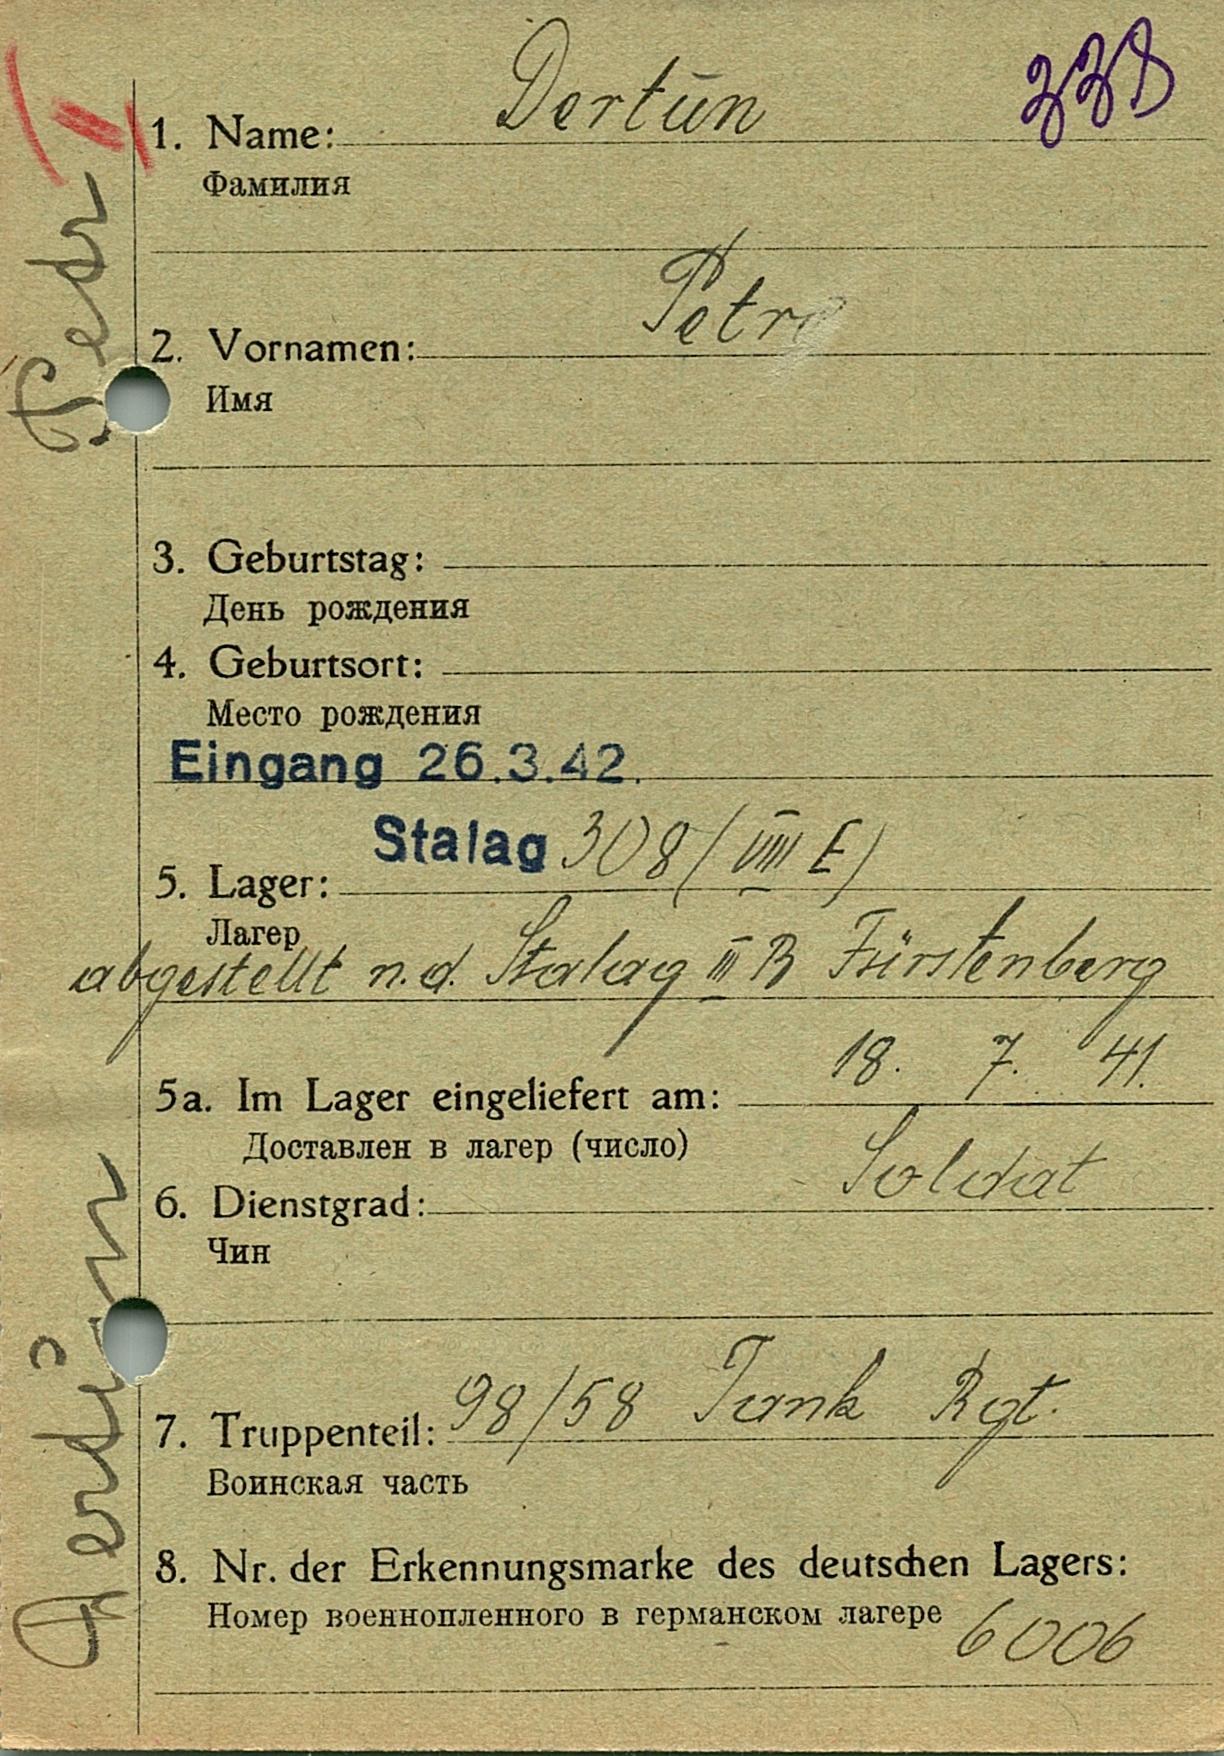 338
1. Name: Dertün
Фамилия
2. Vornamen: Petro
Имя
3. Geburtstag:
День рождения
4. Geburtsort:
Место рождения
Eingang 26.3.42.
Stalag 308 (VIII E)
5. Lager:
Лагер
abgestellt n.d. Stalag III B Fürstenberg
5a. Im Lager eingeliefert am: 18. 7. 41.
Доставлен в лагер (число)
6. Dienstgrad: Soldat
Чин
7. Truppenteil: 98/58 Tank Rgt.
Воинская часть
8. Nr. der Erkennungsmarke des deutschen Lagers:
Номер военнопленного в германском лагере 6006
Dertün Petr